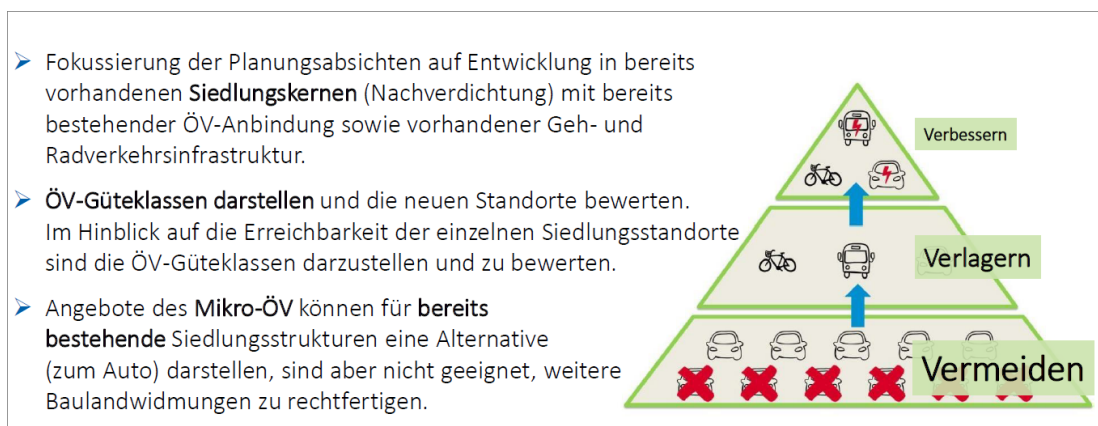 Fokussierung der Planungsabsichten auf Entwicklung in bereits
vorhandenen Siedlungskernen (Nachverdichtung) mit bereits
bestehender ÖV-Anbindung sowie vorhandener Geh- und
Radverkehrsinfrastruktur.
ÖV-Güteklassen darstellen und die neuen Standorte bewerten.
Im Hinblick auf die Erreichbarkeit der einzelnen Siedlungsstandorte
sind die ÖV-Güteklassen darzustellen und zu bewerten.
Angebote des Mikro-ÖV können für bereits
bestehende Siedlungsstrukturen eine Alternative
(zum Auto) darstellen, sind aber nicht geeignet, weitere
Baulandwidmungen zu rechtfertigen.
Verbessern
Verlagern
Vermeiden